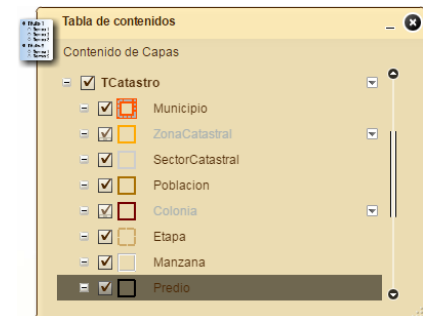 Tabla de contenidos
Contenido de Capas
TCatastro
Municipio
ZonaCatastral
SectorCatastral
Poblacion
Colonia
Etapa
Manzana
Predio